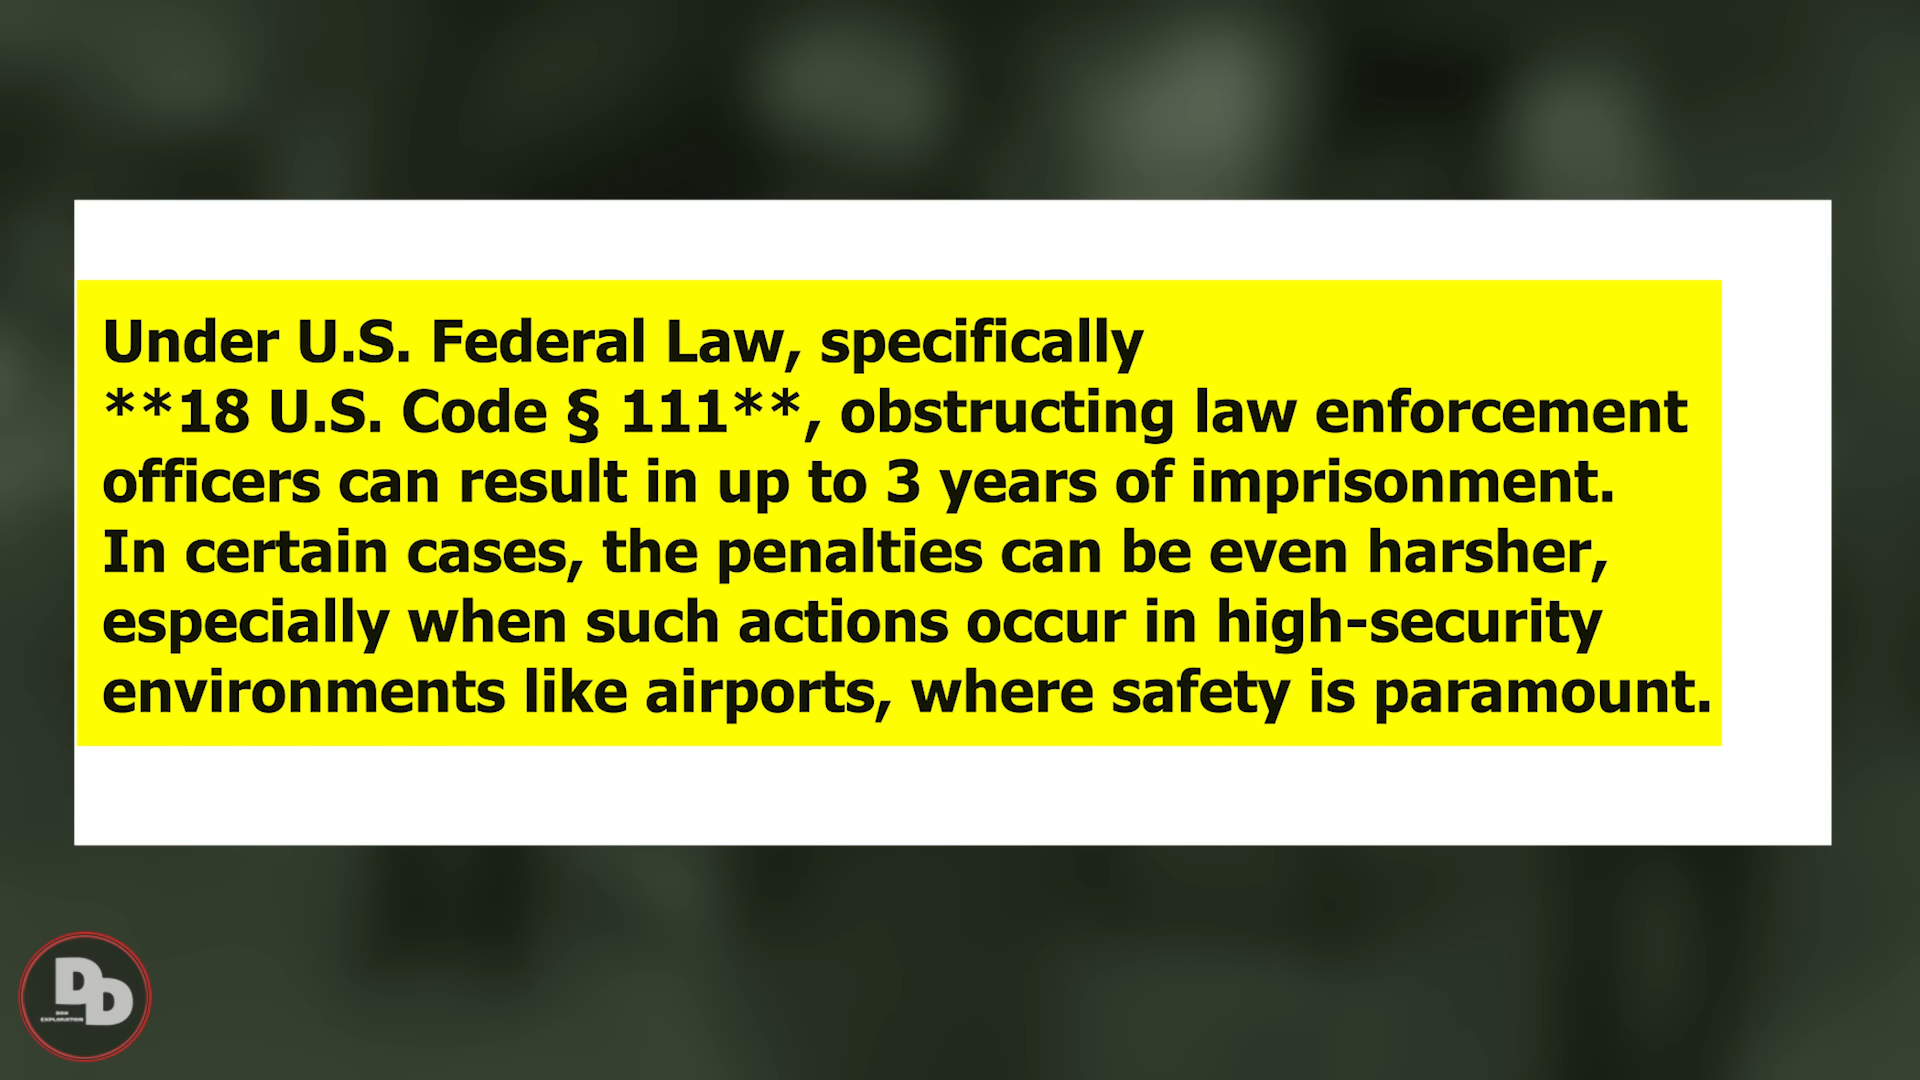 Under U.S. Federal Law, specifically
**18 U.S. Code § 111**, obstructing law enforcement
officers can result in up to 3 years of imprisonment.
In certain cases, the penalties can be even harsher,
especially when such actions occur in high-security
environments like airports, where safety is paramount.
DD
EXPLORATION